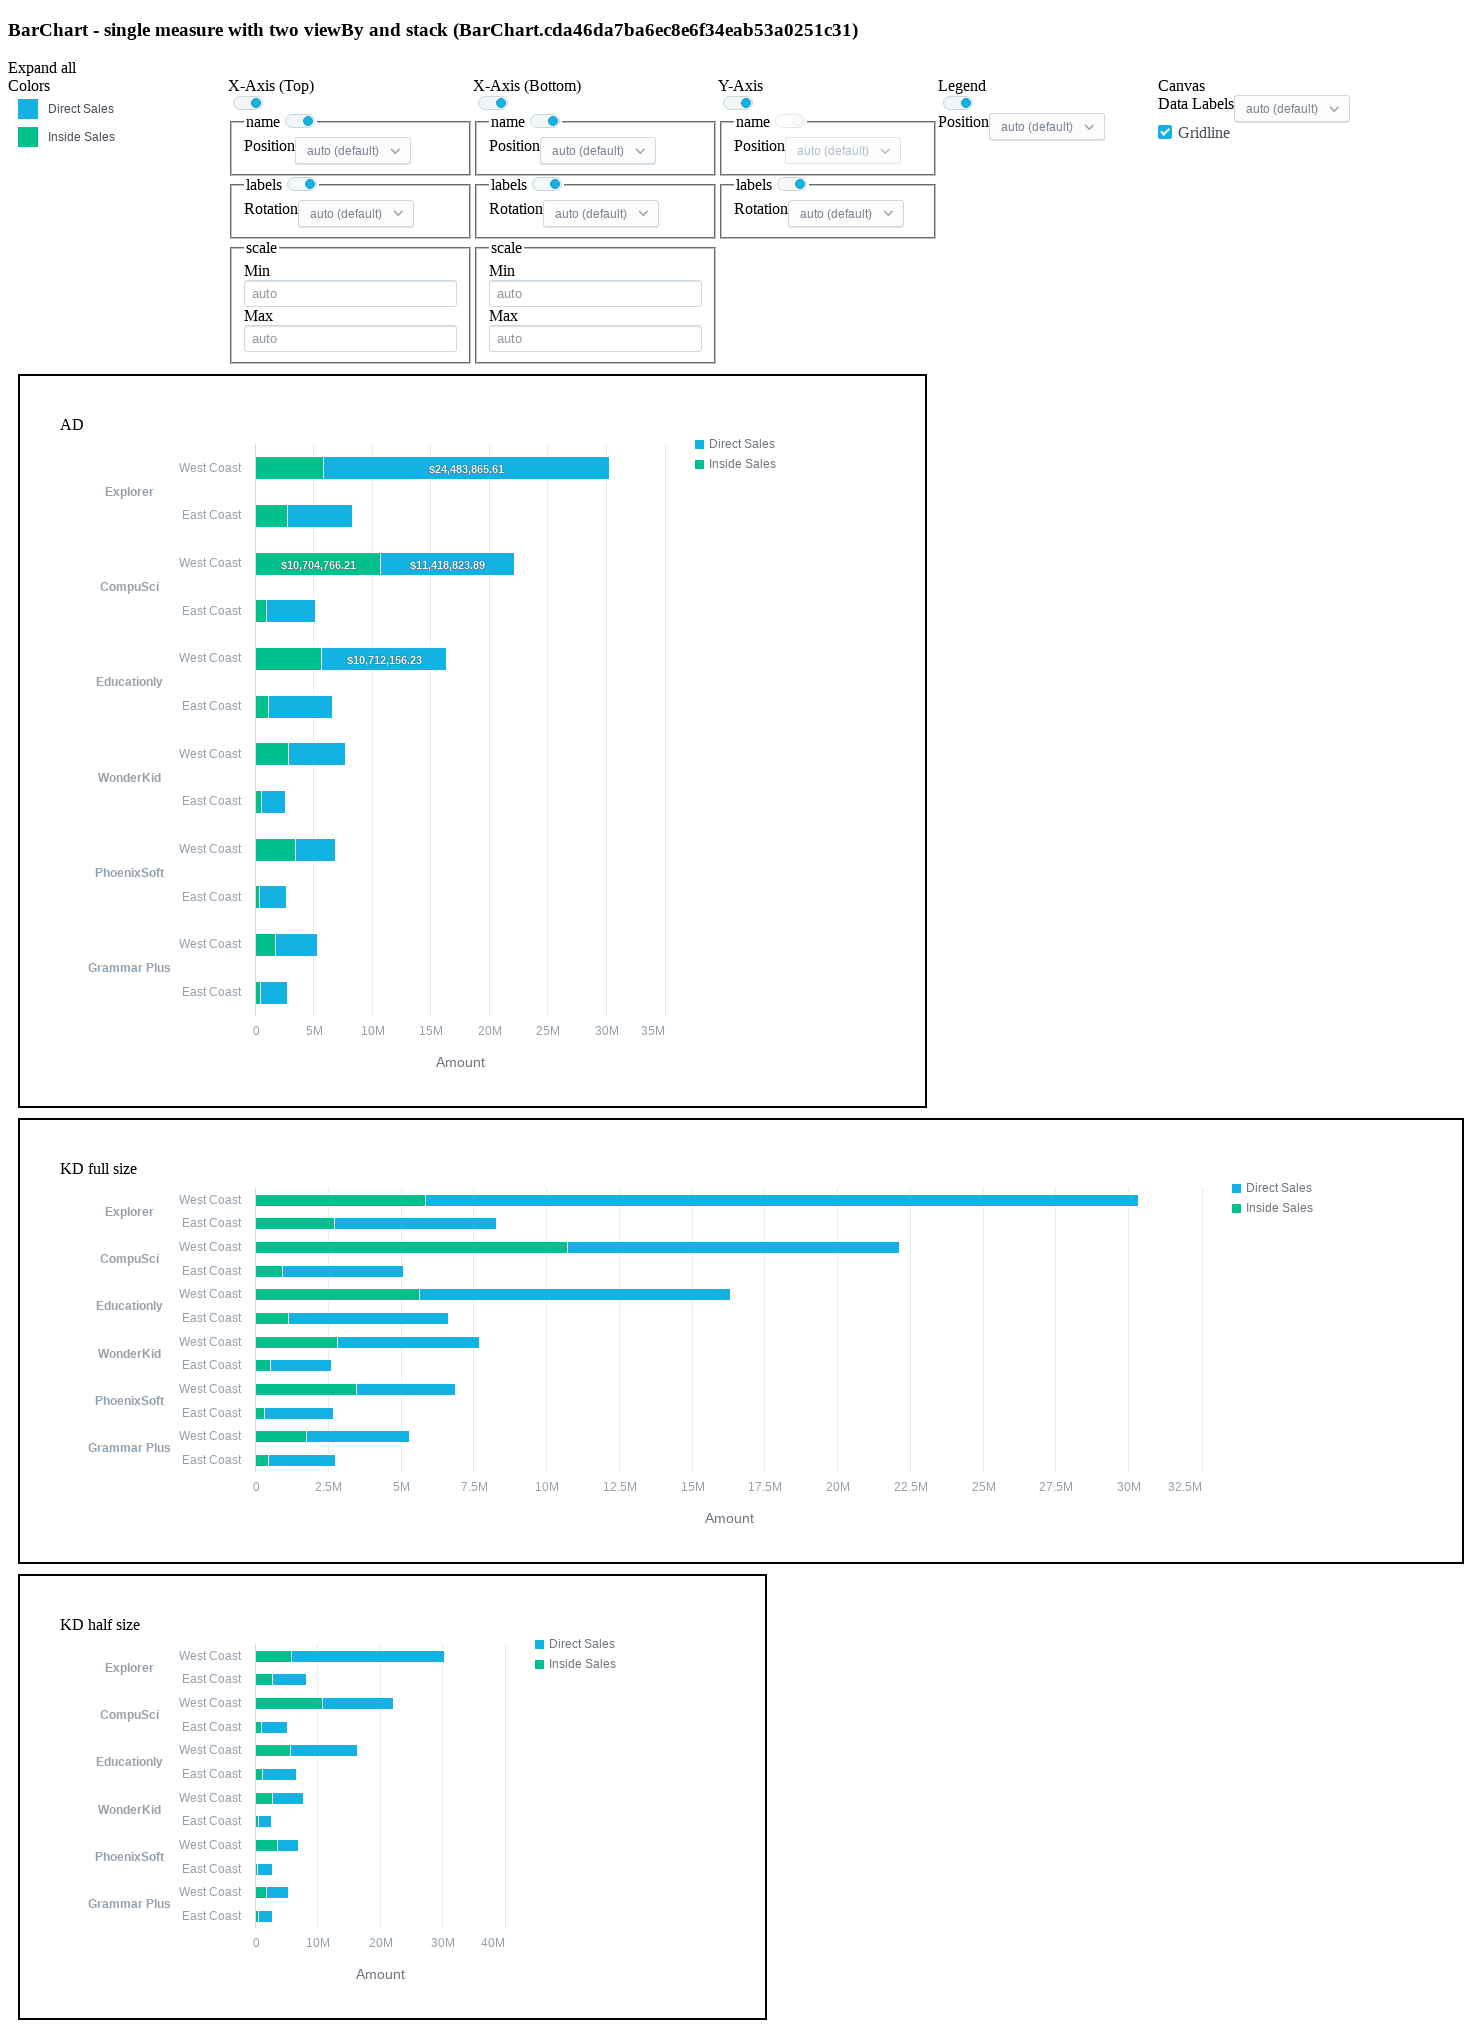 BarChart - single measure with two viewBy and stack (BarChart.cda46da7ba6ec8e6f34eab53a0251c31)
Expand all
Colors
Direct Sales
Inside Sales
X-Axis (Top)
name
Position auto (default)
labels
Rotation auto (default)
scale
Min
auto
Max
auto
X-Axis (Bottom)
name
Position auto (default)
labels
Rotation auto (default)
scale
Min
auto
Max
auto
Y-Axis
name
Position auto (default)
labels
Rotation auto (default)
Legend
Position auto (default)
Canvas
Data Labels auto (default)
Gridline
AD
Direct Sales
Inside Sales
Explorer
West Coast
$24,483,865.61
East Coast
CompuSci
West Coast
$10,704,766.21 $11,418,823.89
East Coast
Educationly
West Coast
$10,712,156.23
East Coast
WonderKid
West Coast
East Coast
PhoenixSoft
West Coast
East Coast
Grammar Plus
West Coast
East Coast
0 5M 10M 15M 20M 25M 30M 35M
Amount
KD full size
Direct Sales
Inside Sales
Explorer
West Coast
East Coast
CompuSci
West Coast
East Coast
Educationly
West Coast
East Coast
WonderKid
West Coast
East Coast
PhoenixSoft
West Coast
East Coast
Grammar Plus
West Coast
East Coast
0 2.5M 5M 7.5M 10M 12.5M 15M 17.5M 20M 22.5M 25M 27.5M 30M 32.5M
Amount
KD half size
Direct Sales
Inside Sales
Explorer
West Coast
East Coast
CompuSci
West Coast
East Coast
Educationly
West Coast
East Coast
WonderKid
West Coast
East Coast
PhoenixSoft
West Coast
East Coast
Grammar Plus
West Coast
East Coast
0 10M 20M 30M 40M
Amount